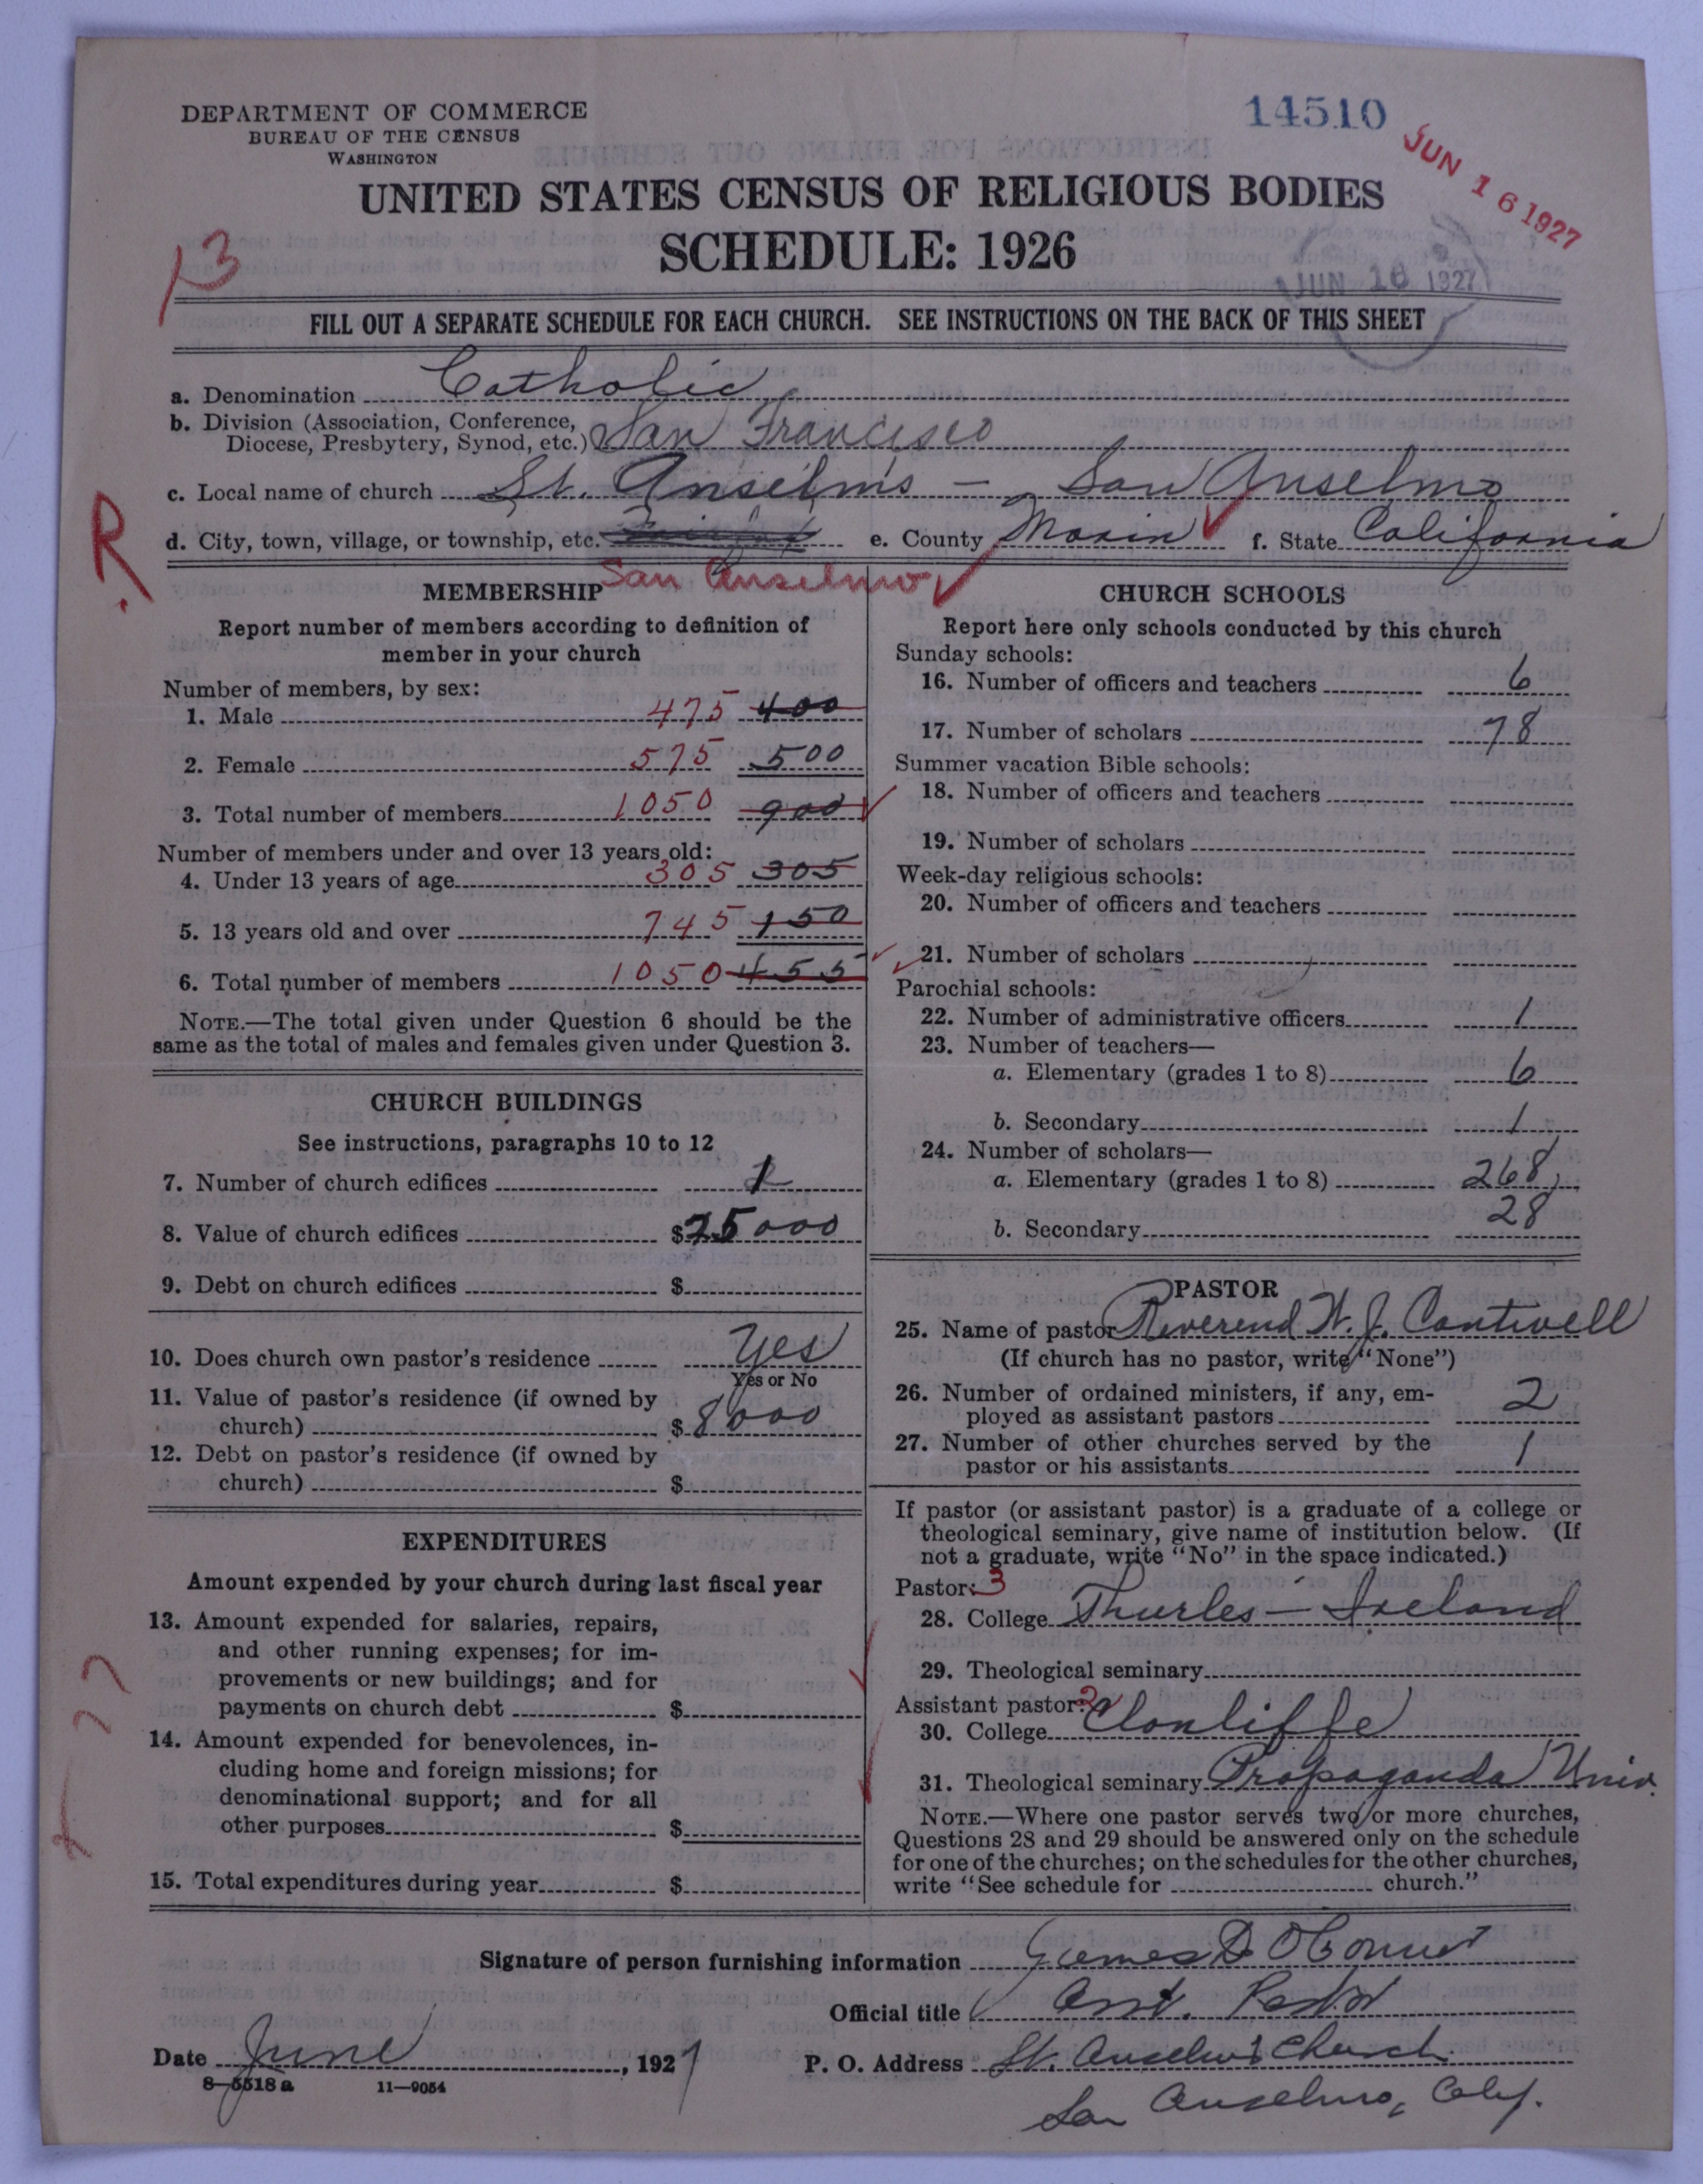 14510
JUN 16 1927
DEPARTMENT OF COMMERCE
BUREAU OF THE CENSUS
WASHINGTON
UNITED STATES CENSUS OF RELIGIOUS BODIES
SCHEDULE: 1926
13
JUN 16 1927
FILL OUT A SEPARATE SCHEDULE FOR EACH CHURCH. SEE INSTRUCTIONS ON THE BACK OF THIS SHEET
a. Denomination Catholic
b. Division (Association, Conference,
Diocese, Presbytery, Synod, etc.) San Francisco
c. Local name of church St. Anselm's — San Anselmo
R.
d. City, town, village, or township, etc. Fairfax e. County Marin f. State California
San Anselmo
MEMBERSHIP
Report number of members according to definition of
member in your church
Number of members, by sex:
1. Male 475 400
2. Female 575 500
3. Total number of members 1050 900
Number of members under and over 13 years old:
4. Under 13 years of age 305 305
5. 13 years old and over 745 150
6. Total number of members 1050 455
NOTE.—The total given under Question 6 should be the
same as the total of males and females given under Question 3.
CHURCH BUILDINGS
See instructions, paragraphs 10 to 12
7. Number of church edifices 1
8. Value of church edifices $25000
9. Debt on church edifices $
10. Does church own pastor's residence Yes
Yes or No
11. Value of pastor's residence (if owned by
church) $8000
12. Debt on pastor's residence (if owned by
church) $
EXPENDITURES
Amount expended by your church during last fiscal year
13. Amount expended for salaries, repairs,
and other running expenses; for im-
provements or new buildings; and for
payments on church debt $
14. Amount expended for benevolences, in-
cluding home and foreign missions; for
denominational support; and for all
other purposes $
15. Total expenditures during year $
CHURCH SCHOOLS
Report here only schools conducted by this church
Sunday schools:
16. Number of officers and teachers 6
17. Number of scholars 78
Summer vacation Bible schools:
18. Number of officers and teachers
19. Number of scholars
Week-day religious schools:
20. Number of officers and teachers
21. Number of scholars
Parochial schools:
22. Number of administrative officers 1
23. Number of teachers—
a. Elementary (grades 1 to 8) 6
b. Secondary 1
24. Number of scholars—
a. Elementary (grades 1 to 8) 268
b. Secondary 28
PASTOR
25. Name of pastor Reverend W. J. Cantwell
(If church has no pastor, write "None")
26. Number of ordained ministers, if any, em-
ployed as assistant pastors 2
27. Number of other churches served by the
pastor or his assistants 1
If pastor (or assistant pastor) is a graduate of a college or
theological seminary, give name of institution below. (If
not a graduate, write "No" in the space indicated.)
Pastor: 3
28. College Thurles — Ireland
29. Theological seminary
Assistant pastor: 2
30. College Clonliffe
31. Theological seminary Propaganda Univ.
NOTE.—Where one pastor serves two or more churches,
Questions 28 and 29 should be answered only on the schedule
for one of the churches; on the schedules for the other churches,
write "See schedule for church."
Signature of person furnishing information James D. O'Connor
Official title Asst. Pastor
Date June, 1927 P. O. Address St. Anselm's Church
San Anselmo, Calif.
8—5518 a 11—9054